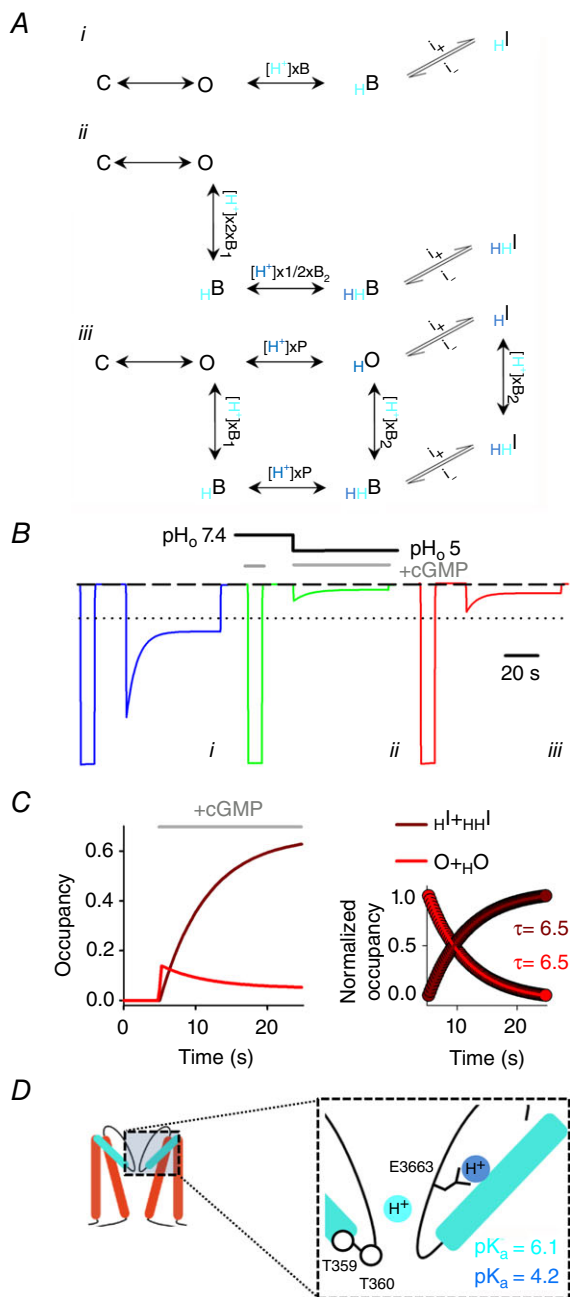 A
i
C O [H+]xB HB i+ i- HI
ii
C O
[H+]x2xB1
HB [H+]x1/2xB2 HHB i+ i- HHI
iii
C O [H+]xP HO i+ i- HI
[H+]xB1 [H+]xB2 [H+]xB2
HB [H+]xP HHB i+ i- HHI
B
pHo 7.4
pHo 5
+cGMP
20 s
i ii iii
C
+cGMP
HI+HHI
O+HO
Occupancy
0.6
0.4
0.2
0.0
0 10 20
Time (s)
Normalized occupancy
1.0
0.5
0.0
τ= 6.5
τ= 6.5
10 20
Time (s)
D
E3663
H+
H+
T359
T360
pKa = 6.1
pKa = 4.2